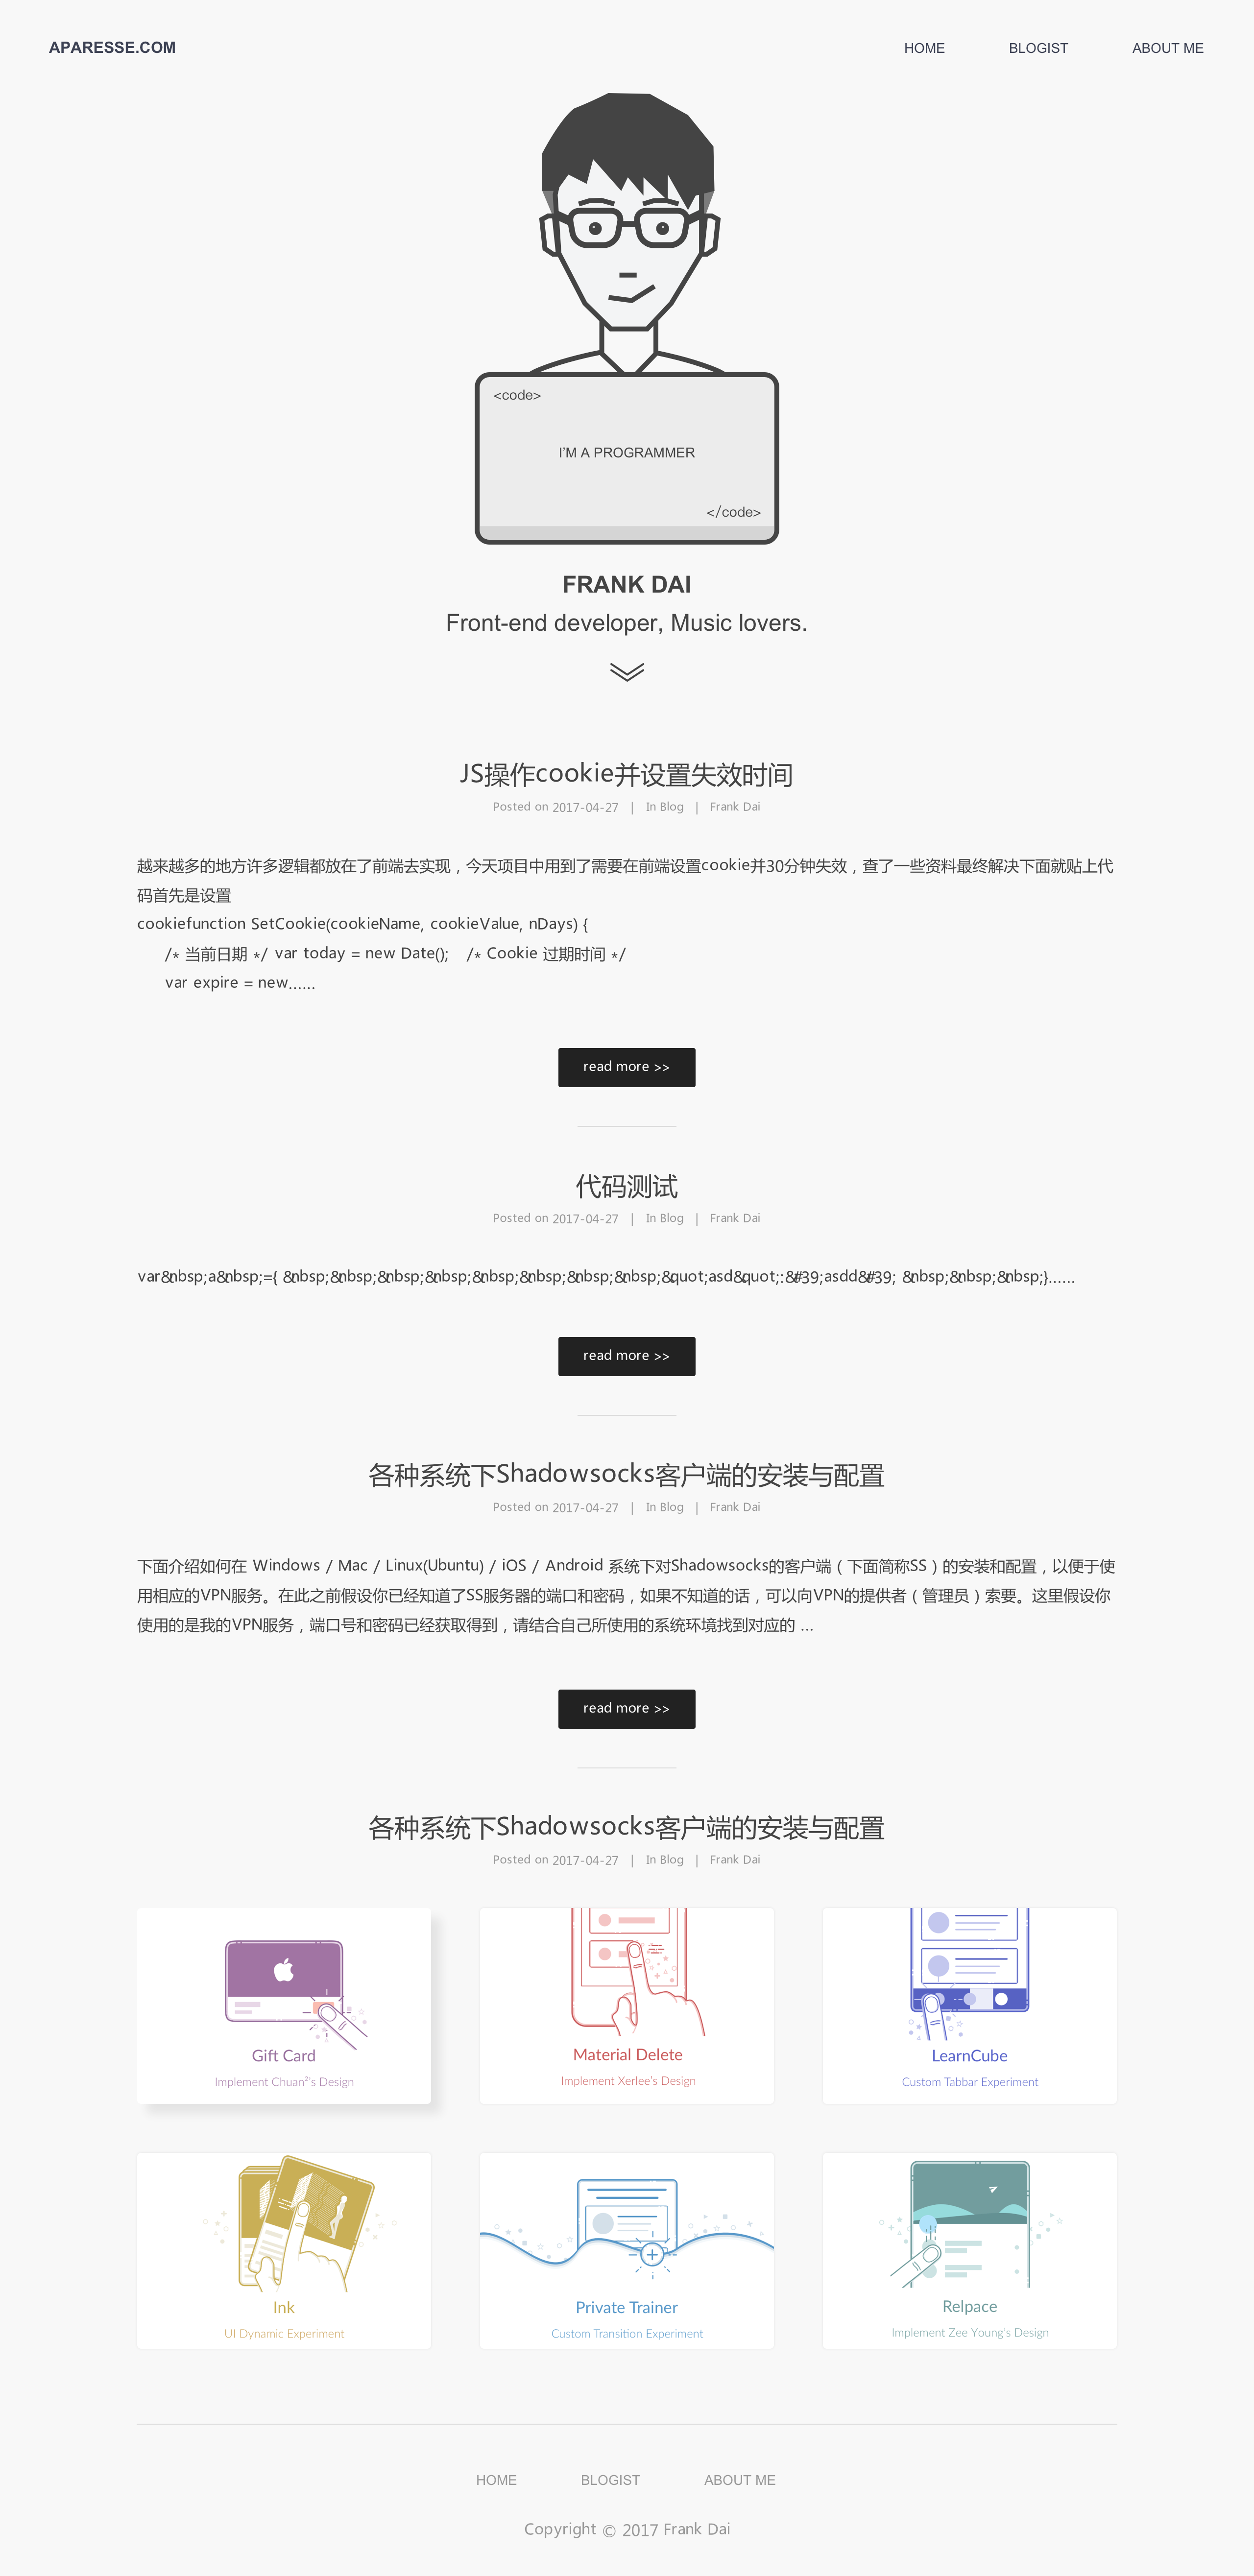 APARESSE.COM
HOME BLOGIST ABOUT ME
<code>
I'M A PROGRAMMER
</code>
FRANK DAI
Front-end developer, Music lovers.
JS操作cookie并设置失效时间
Posted on 2017-04-27 | In Blog | Frank Dai
越来越多的地方许多逻辑都放在了前端去实现，今天项目中用到了需要在前端设置cookie并30分钟失效，查了一些资料最终解决下面就贴上代
码首先是设置
cookiefunction SetCookie(cookieName, cookieValue, nDays) {
/* 当前日期 */ var today = new Date(); /* Cookie 过期时间 */
var expire = new......
read more >>
代码测试
Posted on 2017-04-27 | In Blog | Frank Dai
var&nbsp;a&nbsp;={ &nbsp;&nbsp;&nbsp;&nbsp;&nbsp;&nbsp;&nbsp;&nbsp;&quot;asd&quot;:&#39;asdd&#39; &nbsp;&nbsp;&nbsp;}......
read more >>
各种系统下Shadowsocks客户端的安装与配置
Posted on 2017-04-27 | In Blog | Frank Dai
下面介绍如何在 Windows / Mac / Linux(Ubuntu) / iOS / Android 系统下对Shadowsocks的客户端（下面简称SS）的安装和配置，以便于使
用相应的VPN服务。在此之前假设你已经知道了SS服务器的端口和密码，如果不知道的话，可以向VPN的提供者（管理员）索要。这里假设你
使用的是我的VPN服务，端口号和密码已经获取得到，请结合自己所使用的系统环境找到对应的 ...
read more >>
各种系统下Shadowsocks客户端的安装与配置
Posted on 2017-04-27 | In Blog | Frank Dai
Gift Card
Implement Chuan²'s Design
Material Delete
Implement Xerlee's Design
LearnCube
Custom Tabbar Experiment
Ink
UI Dynamic Experiment
Private Trainer
Custom Transition Experiment
Relpace
Implement Zee Young's Design
HOME BLOGIST ABOUT ME
Copyright © 2017 Frank Dai